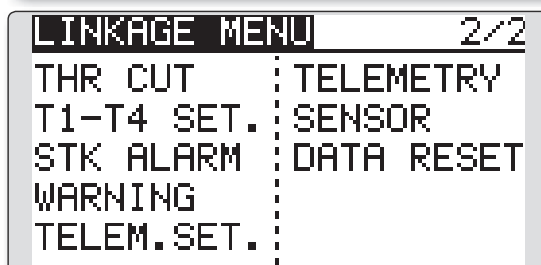 LINKAGE MENU 2/2
THR CUT TELEMETRY
T1-T4 SET. SENSOR
STK ALARM DATA RESET
WARNING
TELEM.SET.